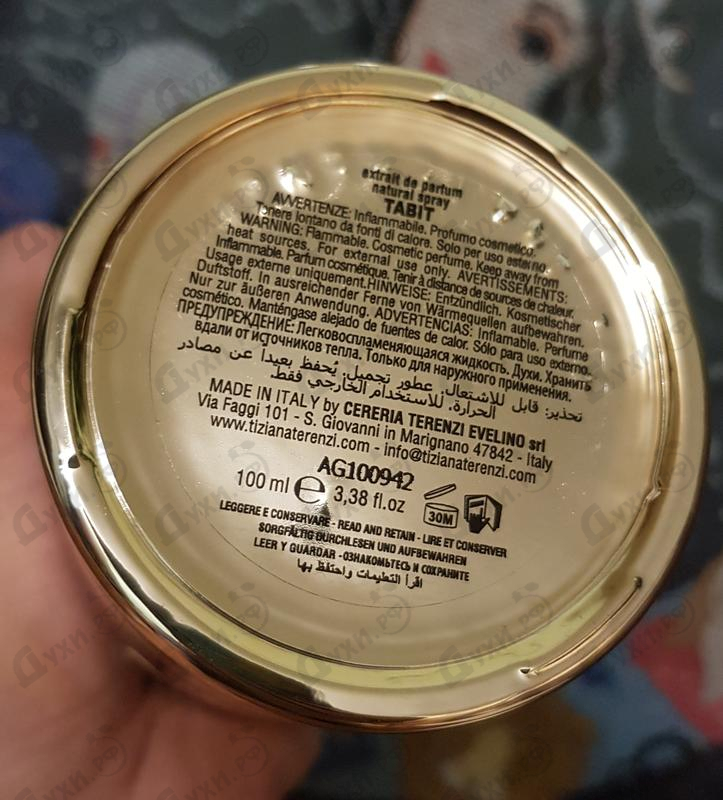 extrait de parfum
natural spray
TABIT
AVVERTENZE: Infiammabile. Profumo cosmetico.
Tenere lontano da fonti di calore. Solo per uso esterno.
WARNING: Flammable. Cosmetic perfume. Keep away from
heat sources. For external use only. AVERTISSEMENTS:
Inflammable. Parfum cosmétique. Tenir à distance de sources de chaleur.
Usage externe uniquement.HINWEISE: Entzündlich. Kosmetischer
Duftstoff. In ausreichender Ferne von Wärmequellen aufbewahren.
Nur zur äußeren Anwendung. ADVERTENCIAS: Inflamable. Perfume
cosmético. Manténgase alejado de fuentes de calor. Sólo para uso externo.
ПРЕДУПРЕЖДЕНИЕ: Легковоспламеняющаяся жидкость. Духи. Хранить
вдали от источников тепла. Только для наружного применения.
تحذير: قابل للاشتعال. عطور تجميل. يُحفظ بعيداً عن مصادر
الحرارة. للاستخدام الخارجي فقط.
MADE IN ITALY by CERERIA TERENZI EVELINO srl
Via Faggi 101 - S. Giovanni in Marignano 47842 - Italy
www.tizianaterenzi.com - info@tizianaterenzi.com
AG100942
100 ml e 3,38 fl.oz 30M
LEGGERE E CONSERVARE - READ AND RETAIN - LIRE ET CONSERVER
SORGFÄLTIG DURCHLESEN UND AUFBEWAHREN
LEER Y GUARDAR - ОЗНАКОМЬТЕСЬ И СОХРАНИТЕ
اقرأ التعليمات واحتفظ بها
Духи.РФ